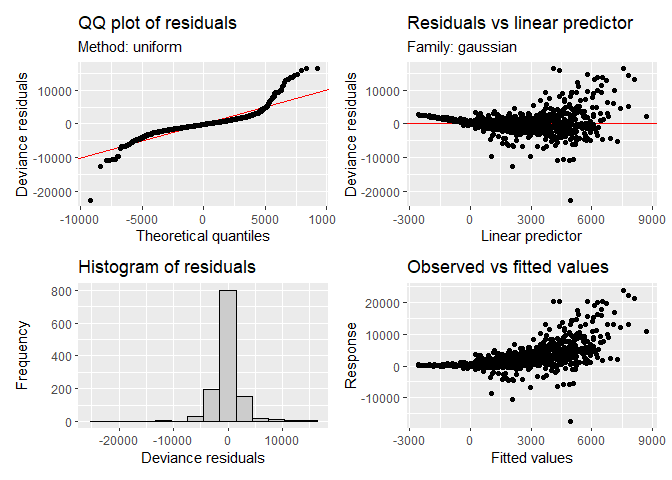 QQ plot of residuals
Method: uniform
10000
0
-10000
-20000
Deviance residuals
-10000
-5000
0
5000
10000
Theoretical quantiles
Residuals vs linear predictor
Family: gaussian
10000
0
-10000
-20000
Deviance residuals
-3000
0
3000
6000
9000
Linear predictor
Histogram of residuals
800
600
400
200
0
Frequency
-20000
-10000
0
10000
Deviance residuals
Observed vs fitted values
20000
10000
0
-10000
Response
-3000
0
3000
6000
9000
Fitted values